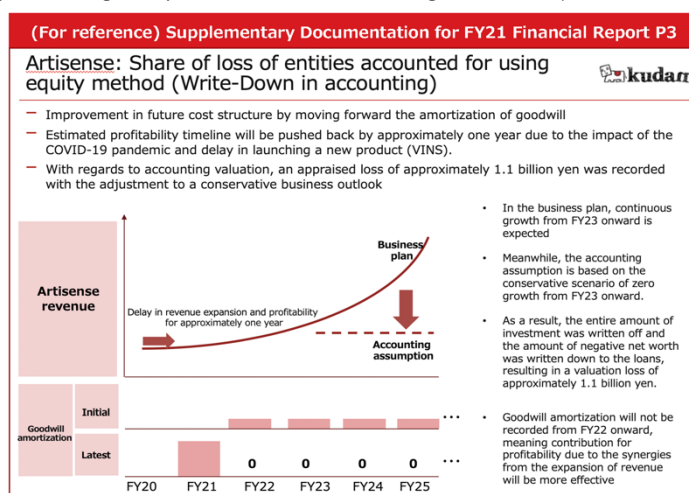 (For reference) Supplementary Documentation for FY21 Financial Report P3
Artisense: Share of loss of entities accounted for using
equity method (Write-Down in accounting)
kudan
— Improvement in future cost structure by moving forward the amortization of goodwill
— Estimated profitability timeline will be pushed back by approximately one year due to the impact of the
COVID-19 pandemic and delay in launching a new product (VINS).
— With regards to accounting valuation, an appraised loss of approximately 1.1 billion yen was recorded
with the adjustment to a conservative business outlook
Artisense
revenue
Delay in revenue expansion and profitability
for approximately one year
Business
plan
Accounting
assumption
• In the business plan, continuous
growth from FY23 onward is
expected
• Meanwhile, the accounting
assumption is based on the
conservative scenario of zero
growth from FY23 onward.
• As a result, the entire amount of
investment was written off and
the amount of negative net worth
was written down to the loans,
resulting in a valuation loss of
approximately 1.1 billion yen.
• Goodwill amortization will not be
recorded from FY22 onward,
meaning contribution for
profitability due to the synergies
from the expansion of revenue
will be more effective
Goodwill
amortization
Initial
...
Latest
0 0 0 0 ...
FY20 FY21 FY22 FY23 FY24 FY25